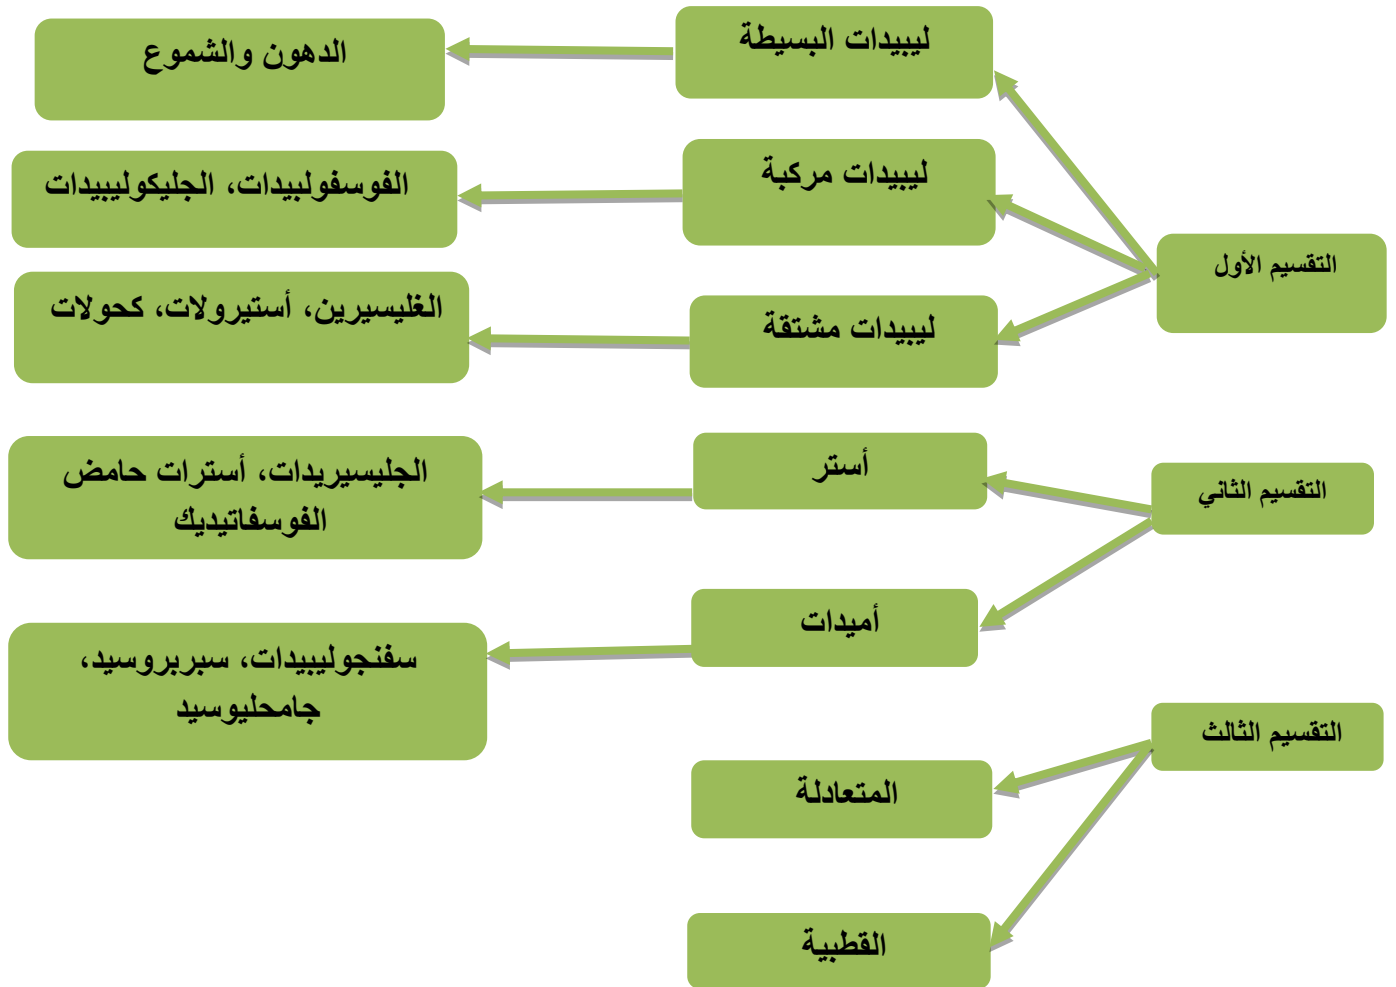 التقسيم الأول
ليبيدات البسيطة
الدهون والشموع
ليبيدات مركبة
الفوسفولبيدات، الجليكوليبيدات
ليبيدات مشتقة
الغليسيرين، أستيرولات، كحولات
التقسيم الثاني
أستر
الجليسيريدات، أسترات حامض
الفوسفاتيديك
أميدات
سفنجوليبيدات، سبربروسيد،
جامحليوسيد
التقسيم الثالث
المتعادلة
القطبية